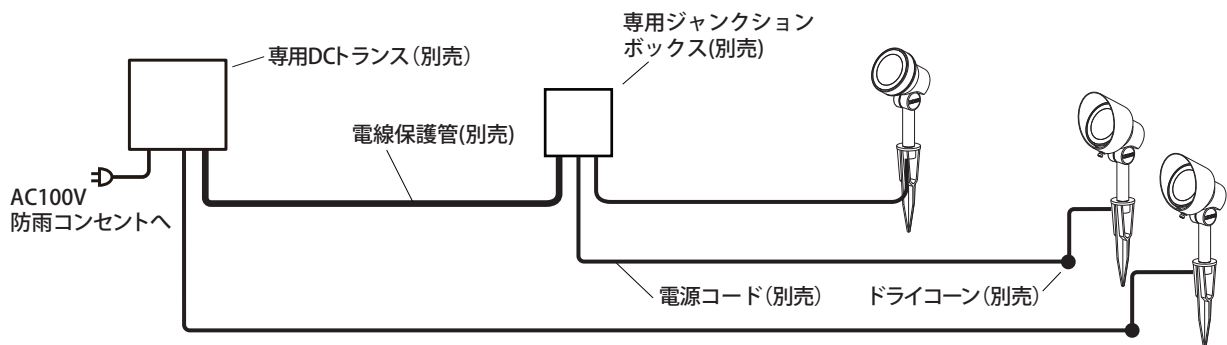 専用DCトランス（別売）
専用ジャンクション
ボックス(別売)
電線保護管(別売)
AC100V
防雨コンセントへ
電源コード（別売）
ドライコーン（別売）